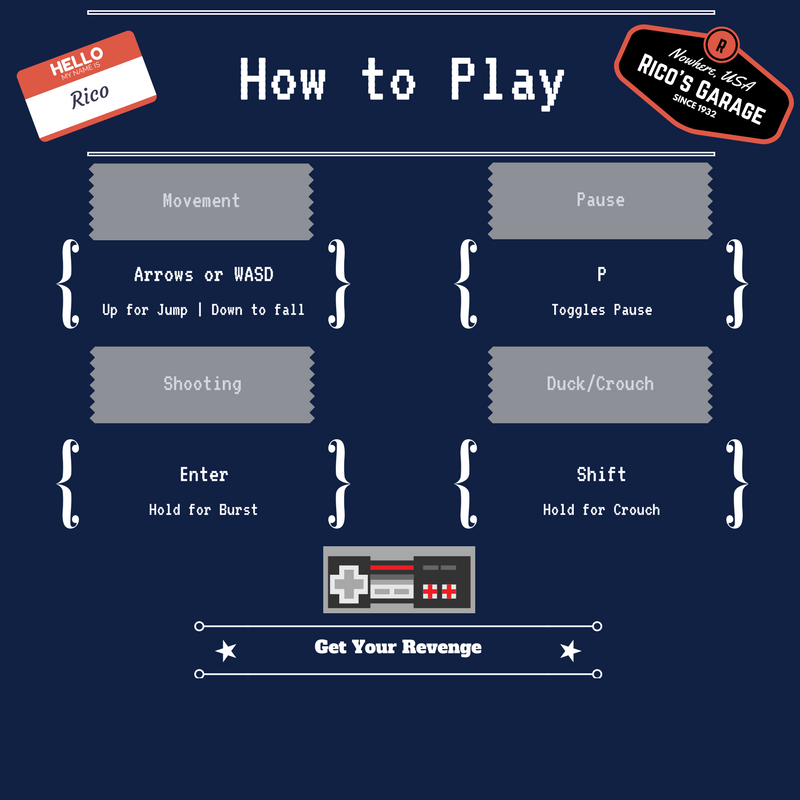 HELLO
MY NAME IS
Rico
How to Play
R
Nowhere, USA
RICO'S GARAGE
SINCE 1932
Movement
Arrows or WASD
Up for Jump | Down to fall
Pause
P
Toggles Pause
Shooting
Enter
Hold for Burst
Duck/Crouch
Shift
Hold for Crouch
Get Your Revenge